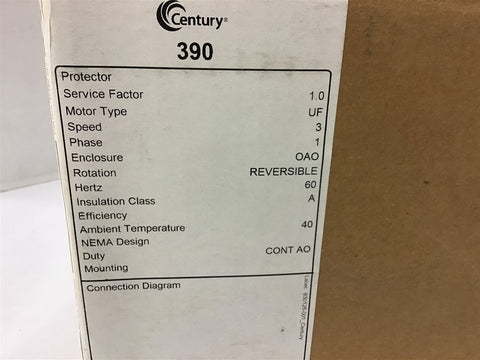 Century®
390
Protector
Service Factor 1.0
Motor Type UF
Speed 3
Phase 1
Enclosure OAO
Rotation REVERSIBLE
Hertz 60
Insulation Class A
Efficiency
Ambient Temperature 40
NEMA Design
Duty CONT AO
Mounting
Connection Diagram
Label: